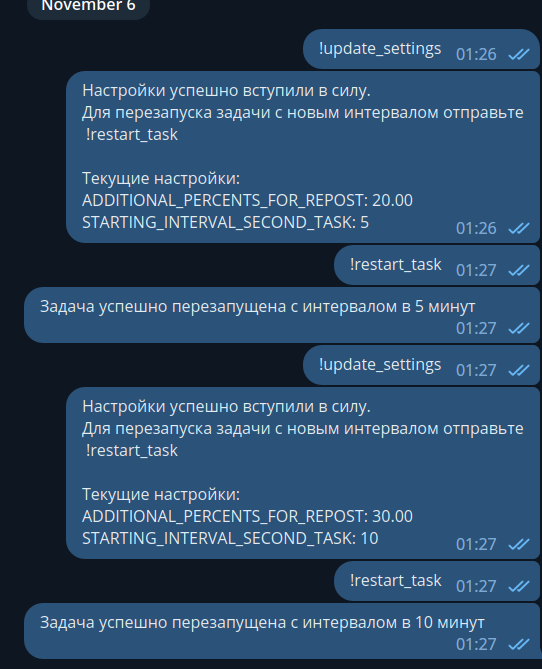 November 6
!update_settings 01:26
Настройки успешно вступили в силу.
Для перезапуска задачи с новым интервалом отправьте
!restart_task
Текущие настройки:
ADDITIONAL_PERCENTS_FOR_REPOST: 20.00
STARTING_INTERVAL_SECOND_TASK: 5
01:26
!restart_task 01:27
Задача успешно перезапущена с интервалом в 5 минут
01:27
!update_settings 01:27
Настройки успешно вступили в силу.
Для перезапуска задачи с новым интервалом отправьте
!restart_task
Текущие настройки:
ADDITIONAL_PERCENTS_FOR_REPOST: 30.00
STARTING_INTERVAL_SECOND_TASK: 10
01:27
!restart_task 01:27
Задача успешно перезапущена с интервалом в 10 минут
01:27